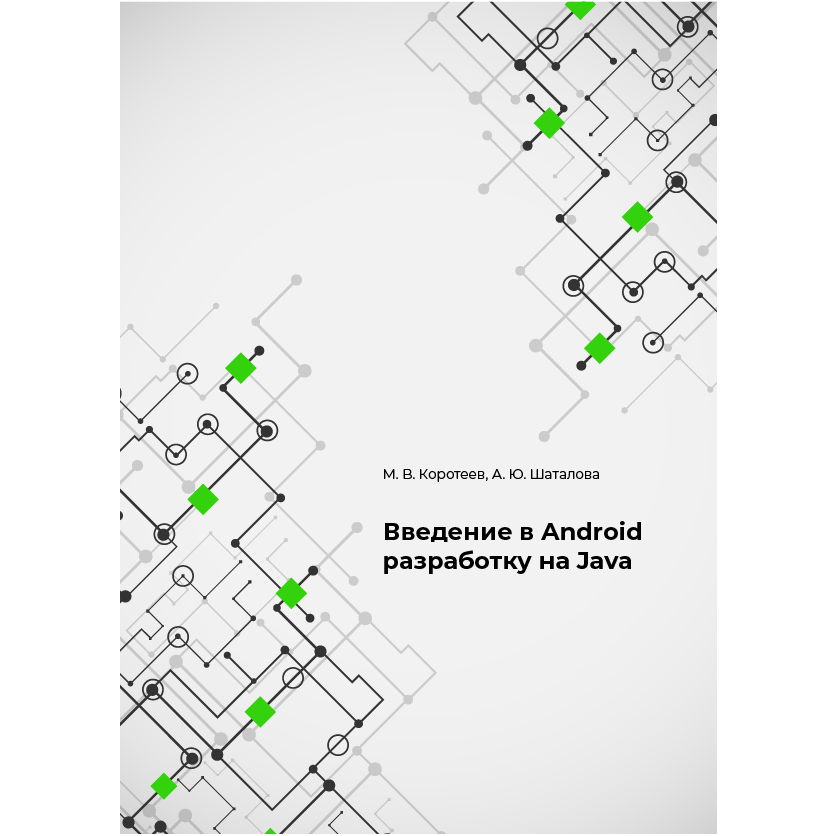 М. В. Коротеев, А. Ю. Шаталова
Введение в Android
разработку на Java